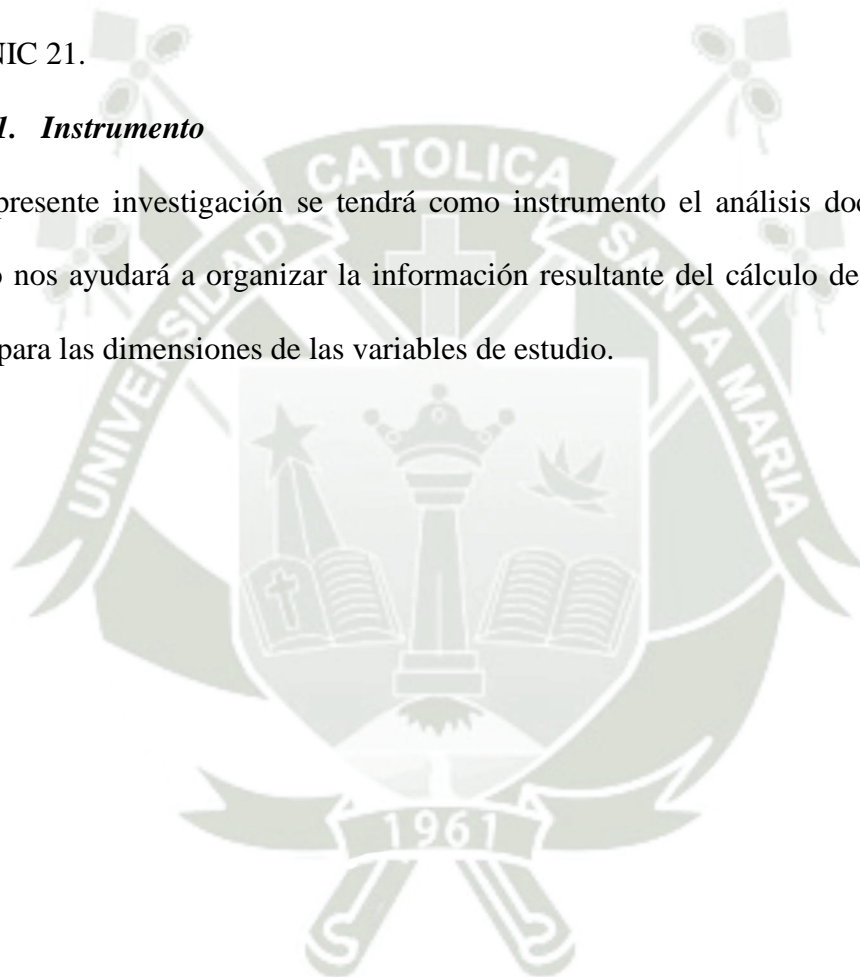 NIC 21.
1. Instrumento
presente investigación se tendrá como instrumento el análisis
nos ayudará a organizar la información resultante del cálculo de
para las dimensiones de las variables de estudio.
UNIVERSIDAD CATOLICA SANTA MARIA
1961